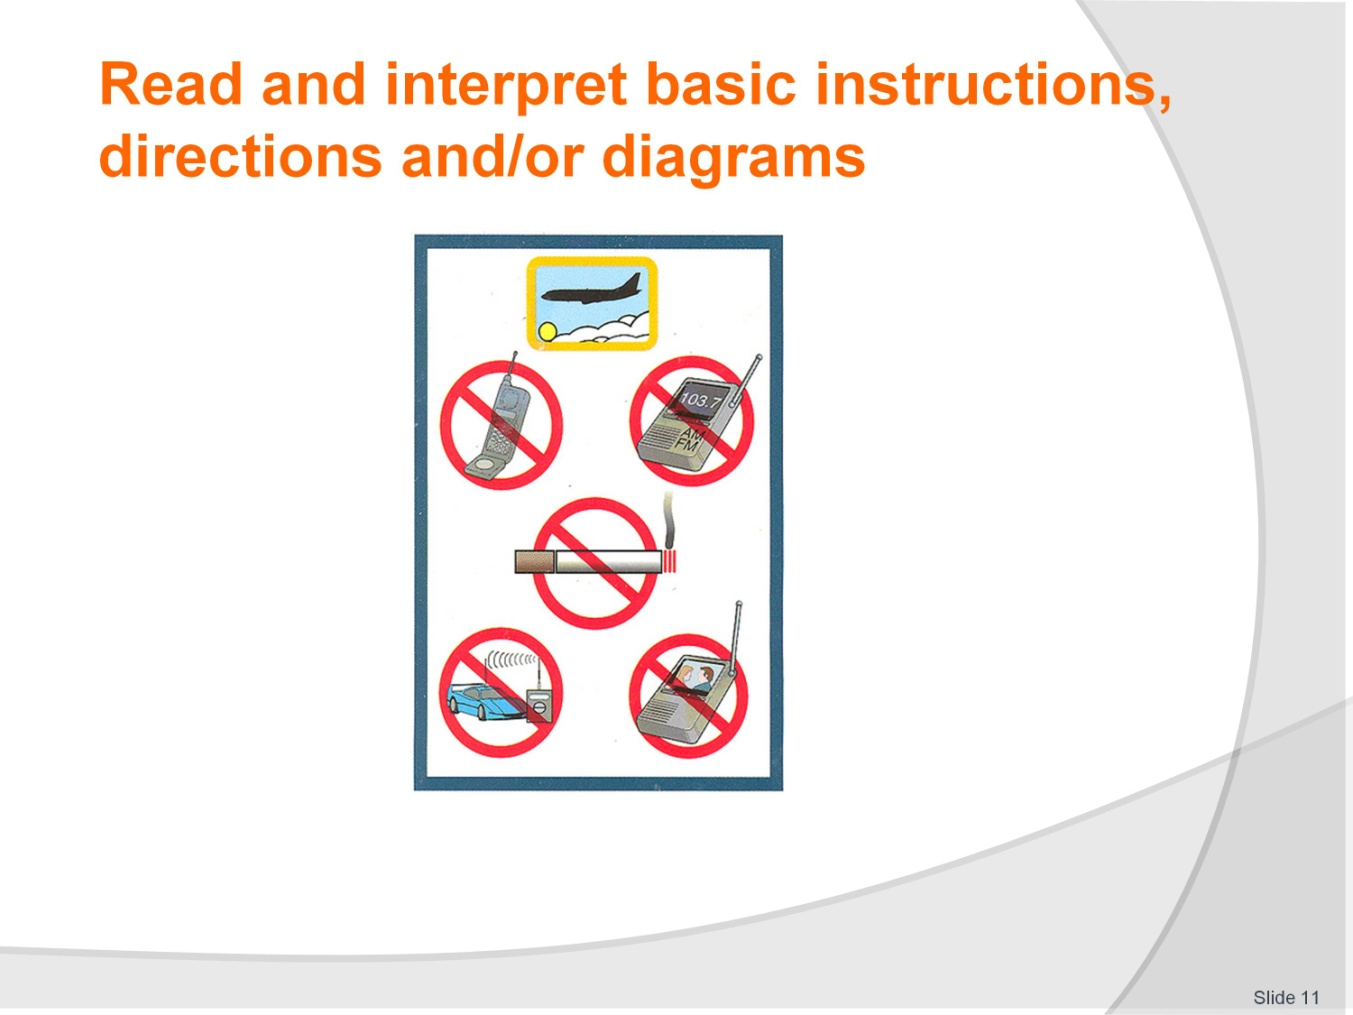 Read and interpret basic instructions,
directions and/or diagrams
103.7
AM
FM
Slide 11